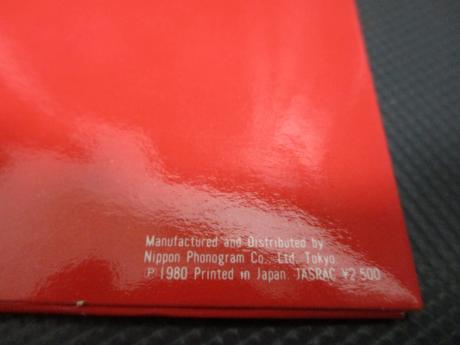 Manufactured and Distributed by
Nippon Phonogram Co., Ltd. Tokyo
℗ 1980 Printed in Japan. JASRAC ¥2,500